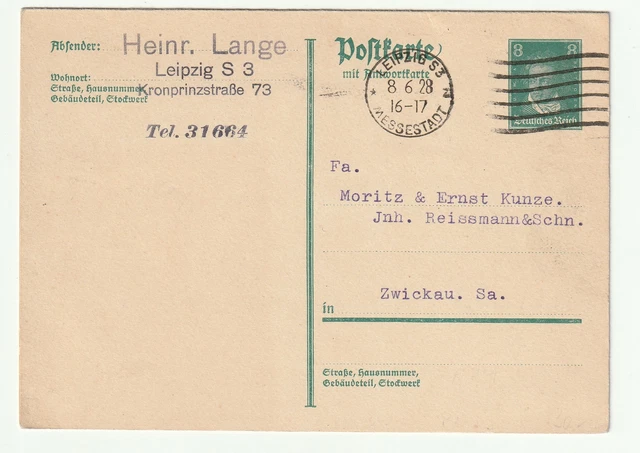 Absender:
Heinr. Lange
Leipzig S 3
Wohnort:
Straße, Hausnummer
Kronprinzstraße 73
Gebäudeteil, Stockwerk
Tel. 31664
Postkarte
mit Antwortkarte
LEIPZIG S3
8 6 28
16-17
MESSESTADT
8 8
Deutsches Reich
Fa.
Moritz & Ernst Kunze.
Jnh. Reissmann&Schn.
Zwickau. Sa.
in
Straße, Hausnummer,
Gebäudeteil, Stockwerk